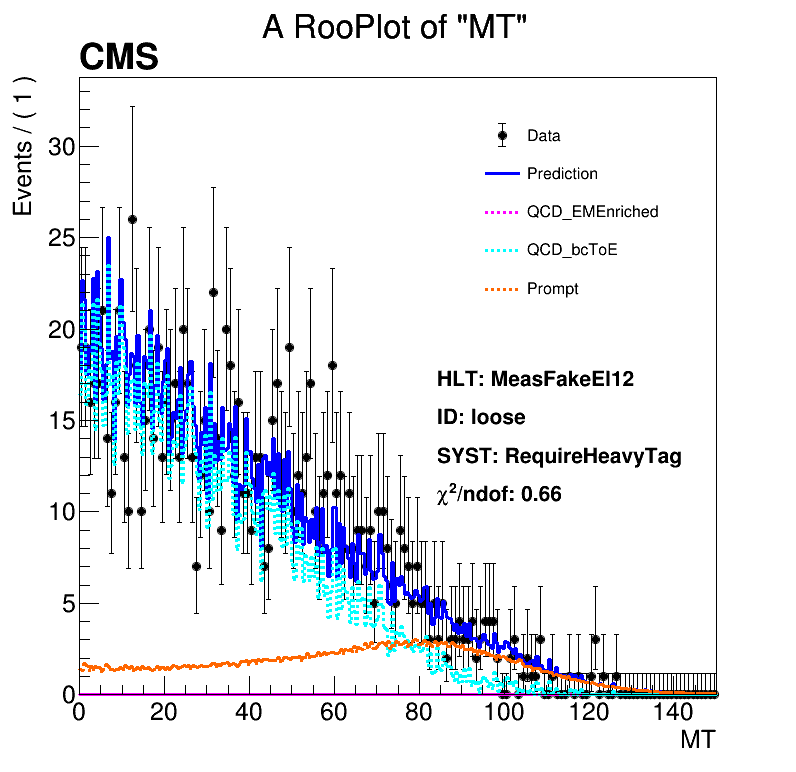 A RooPlot of "MT"
CMS
Events / ( 1 )
30
25
20
15
10
5
0
Data
Prediction
QCD_EMEnriched
QCD_bcToE
Prompt
HLT: MeasFakeEl12
ID: loose
SYST: RequireHeavyTag
χ²/ndof: 0.66
0 20 40 60 80 100 120 140
MT